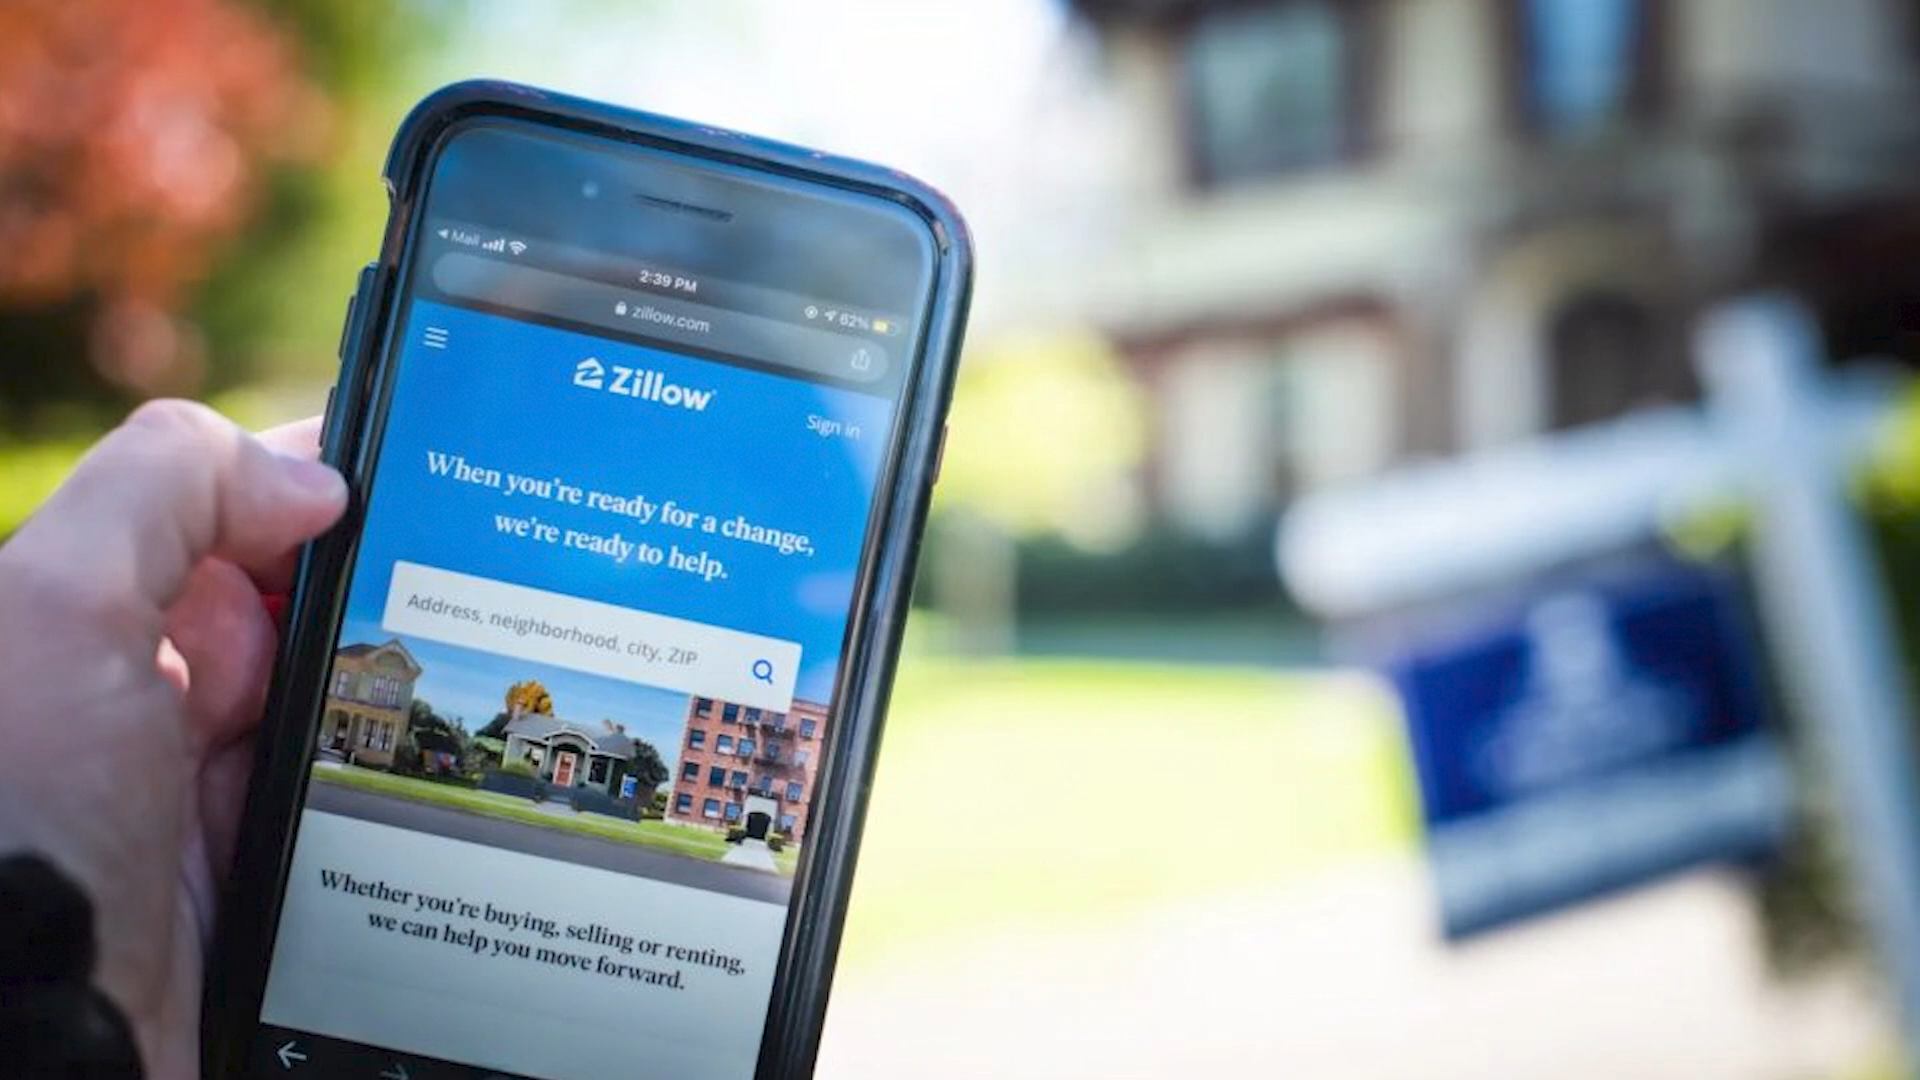 Mail
2:39 PM
62%
zillow.com
Zillow
Sign in
When you're ready for a change,
we're ready to help.
Address, neighborhood, city, ZIP
Whether you're buying, selling or renting,
we can help you move forward.